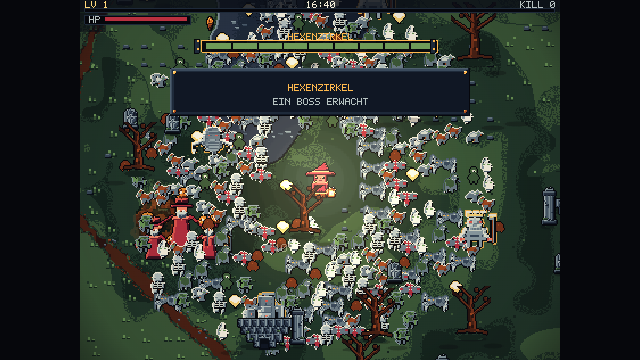 LV 1
16:40
KILL 0
HP
HEXENZIRKEL
HEXENZIRKEL
EIN BOSS ERWACHT